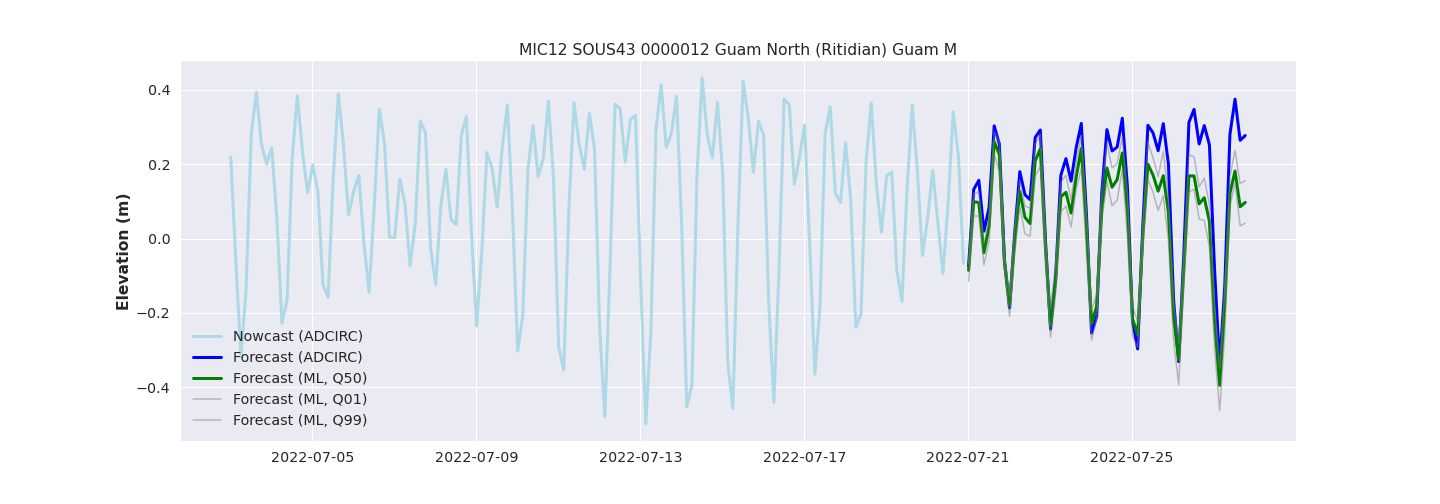 MIC12 SOUS43 0000012 Guam North (Ritidian) Guam M
Elevation (m)
0.4
0.2
0.0
−0.2
−0.4
Nowcast (ADCIRC)
Forecast (ADCIRC)
Forecast (ML, Q50)
Forecast (ML, Q01)
Forecast (ML, Q99)
2022-07-05 2022-07-09 2022-07-13 2022-07-17 2022-07-21 2022-07-25